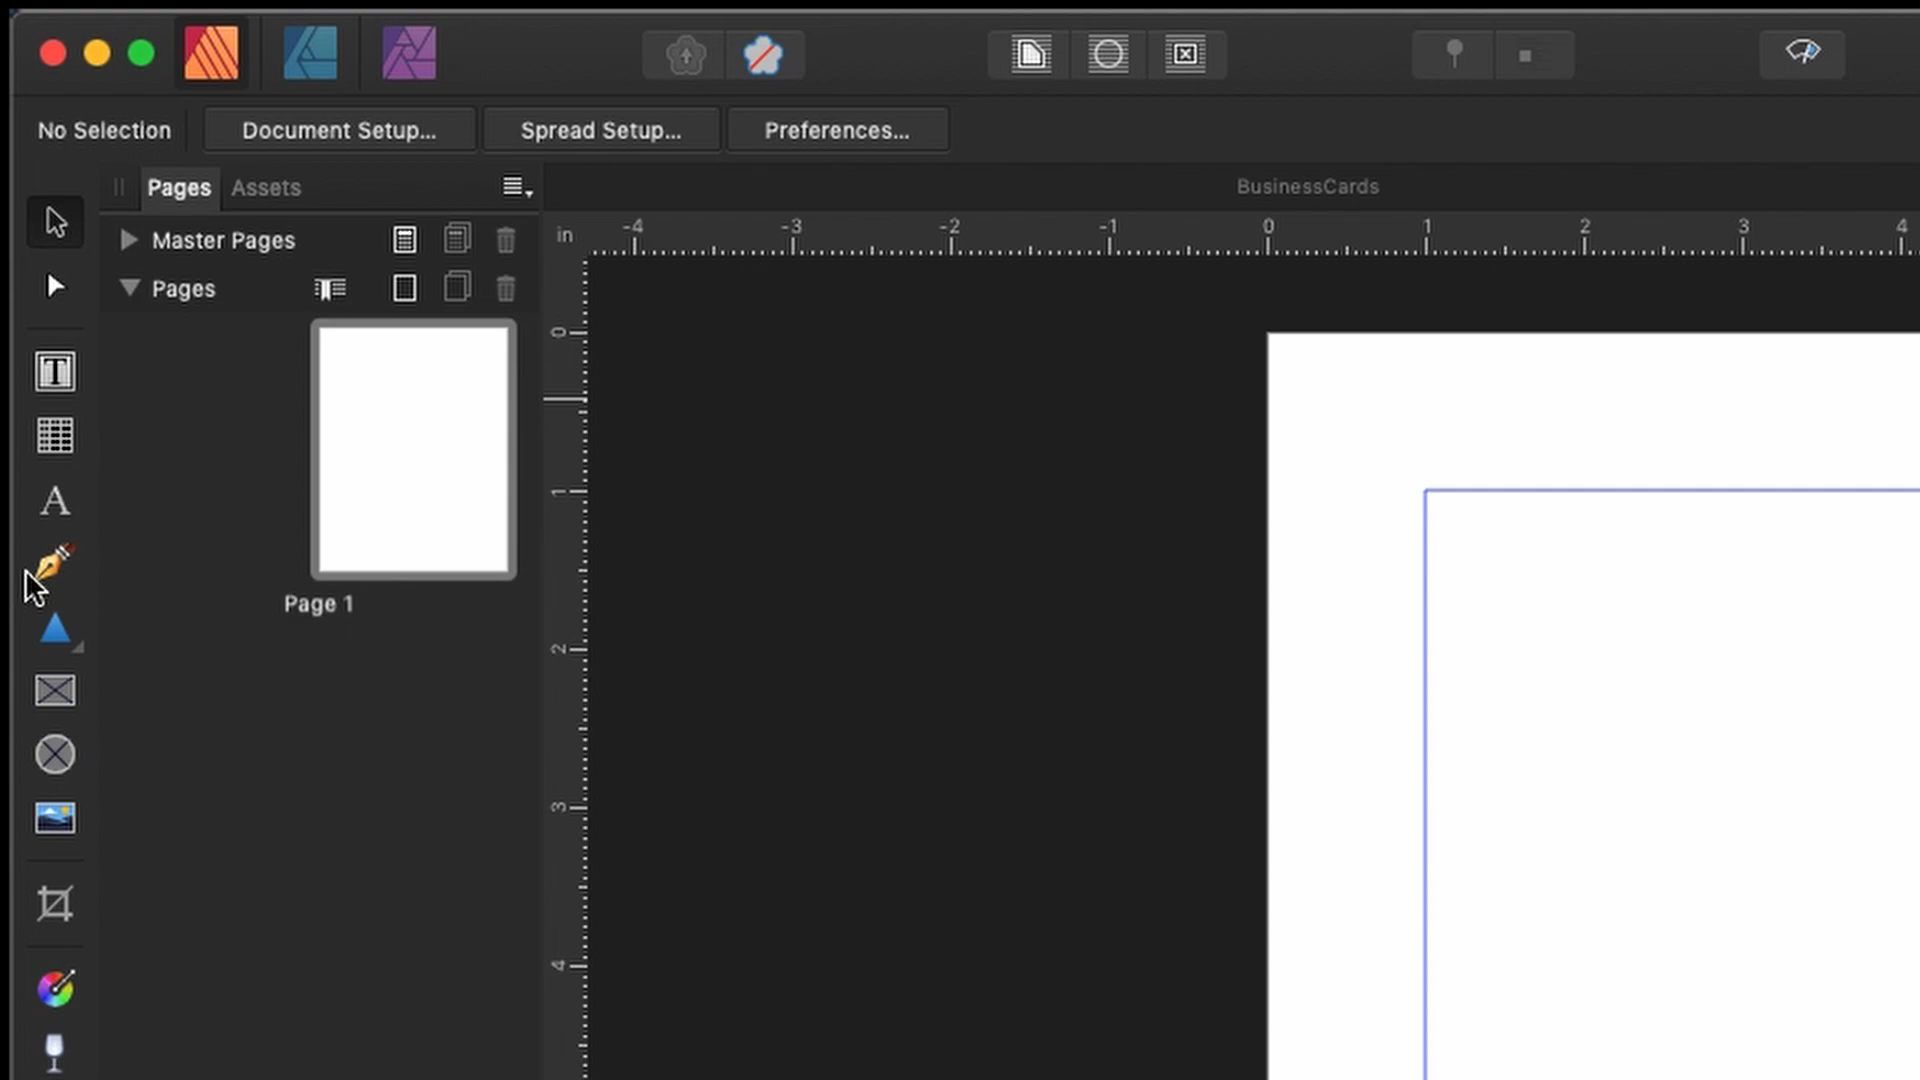 No Selection
Document Setup...
Spread Setup...
Preferences...
Pages
Assets
BusinessCards
Master Pages
in
-4
-3
-2
-1
0
1
2
3
4
Pages
0
1
2
3
4
T
A
Page 1